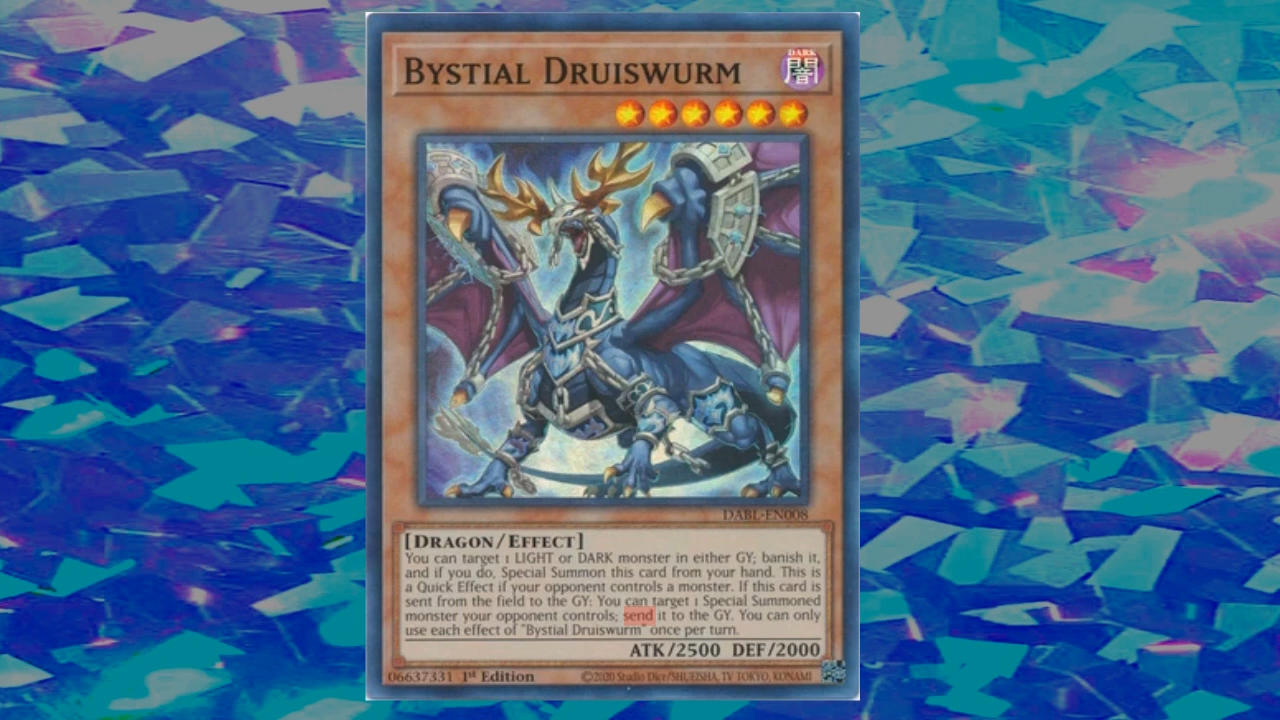 BYSTIAL DRUISWURM
DARK
闇
DABL-EN008
[DRAGON/EFFECT]
You can target 1 LIGHT or DARK monster in either GY; banish it,
and if you do, Special Summon this card from your hand. This is
a Quick Effect if your opponent controls a monster. If this card is
sent from the field to the GY: You can target 1 Special Summoned
monster your opponent controls; send it to the GY. You can only
use each effect of "Bystial Druiswurm" once per turn.
ATK/2500 DEF/2000
06637331 1st Edition ©2020 Studio Dice/SHUEISHA, TV TOKYO, KONAMI